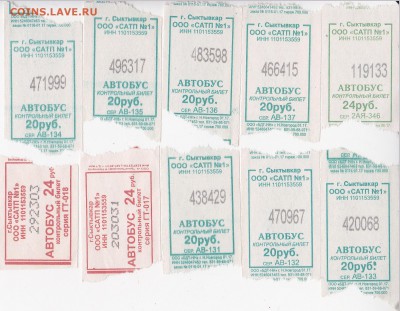 COINS.LAVE.RU
г. Сыктывкар
ООО "САТП №1"
ИНН 1101153559
471999
АВТОБУС
КОНТРОЛЬНЫЙ БИЛЕТ
20руб.
СЕР. АВ-134
г. Сыктывкар
ООО "САТП №1"
ИНН 1101153559
496317
АВТОБУС
КОНТРОЛЬНЫЙ БИЛЕТ
20руб.
СЕР. АВ-135
г. Сыктывкар
ООО "САТП №1"
ИНН 1101153559
483598
АВТОБУС
КОНТРОЛЬНЫЙ БИЛЕТ
20руб.
СЕР. АВ-136
г. Сыктывкар
ООО "САТП №1"
ИНН 1101153559
466415
АВТОБУС
КОНТРОЛЬНЫЙ БИЛЕТ
20руб.
СЕР. АВ-137
г. Сыктывкар
ООО "САТП №1"
ИНН 1101153559
119133
АВТОБУС
КОНТРОЛЬНЫЙ БИЛЕТ
24руб.
СЕР. 2АЯ-346
г.Сыктывкар
ООО «САТП №1»
ИНН 1101153559
292303
АВТОБУС 24 руб
контрольный билет
серия ГТ-018
г.Сыктывкар
ООО «САТП №1»
ИНН 1101153559
203031
АВТОБУС 24 руб
контрольный билет
серия ГТ-017
г. Сыктывкар
ООО "САТП №1"
ИНН 1101153559
438429
АВТОБУС
КОНТРОЛЬНЫЙ БИЛЕТ
20руб.
СЕР. АВ-131
г. Сыктывкар
ООО "САТП №1"
ИНН 1101153559
470967
АВТОБУС
КОНТРОЛЬНЫЙ БИЛЕТ
20руб.
СЕР. АВ-132
г. Сыктывкар
ООО "САТП №1"
ИНН 1101153559
420068
АВТОБУС
КОНТРОЛЬНЫЙ БИЛЕТ
20руб.
СЕР. АВ-133